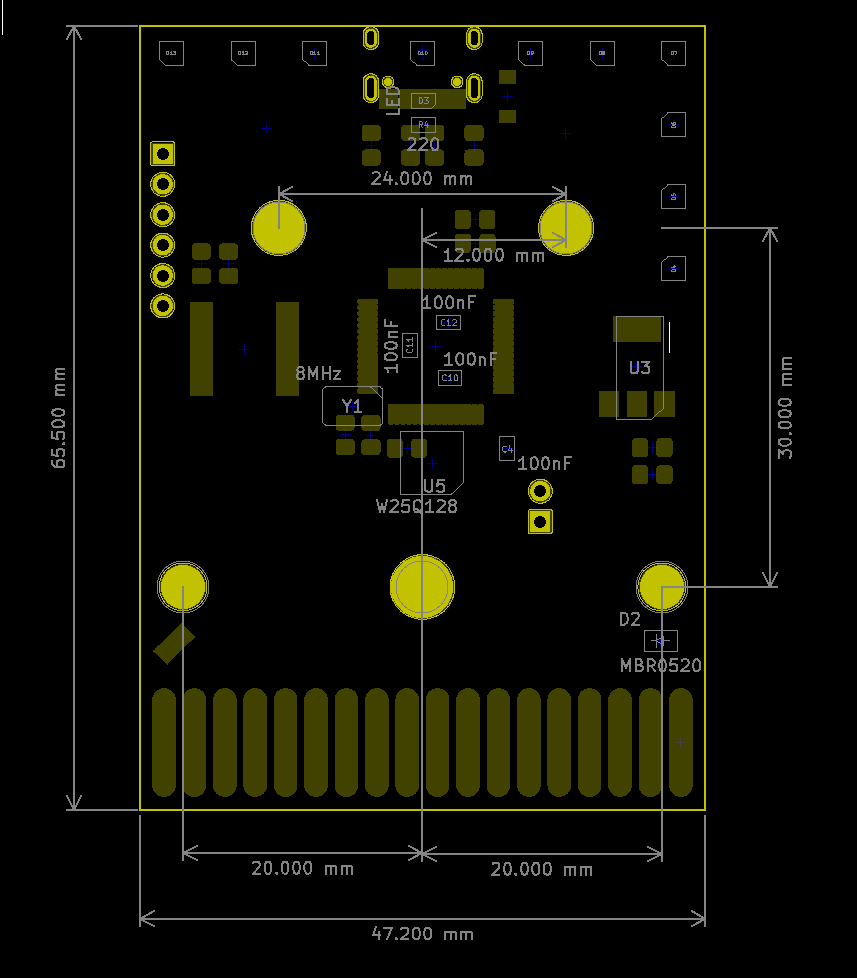 D13 D12 D11 D10 D9 D8 D7
LED
D3
R4
220
D6
24.000 mm
D5
12.000 mm
D4
100nF
C12
100nF
C11
100nF
C10
8MHz
Y1
U3
65.500 mm
30.000 mm
C4
100nF
U5
W25Q128
D2
MBR0520
20.000 mm
20.000 mm
47.200 mm